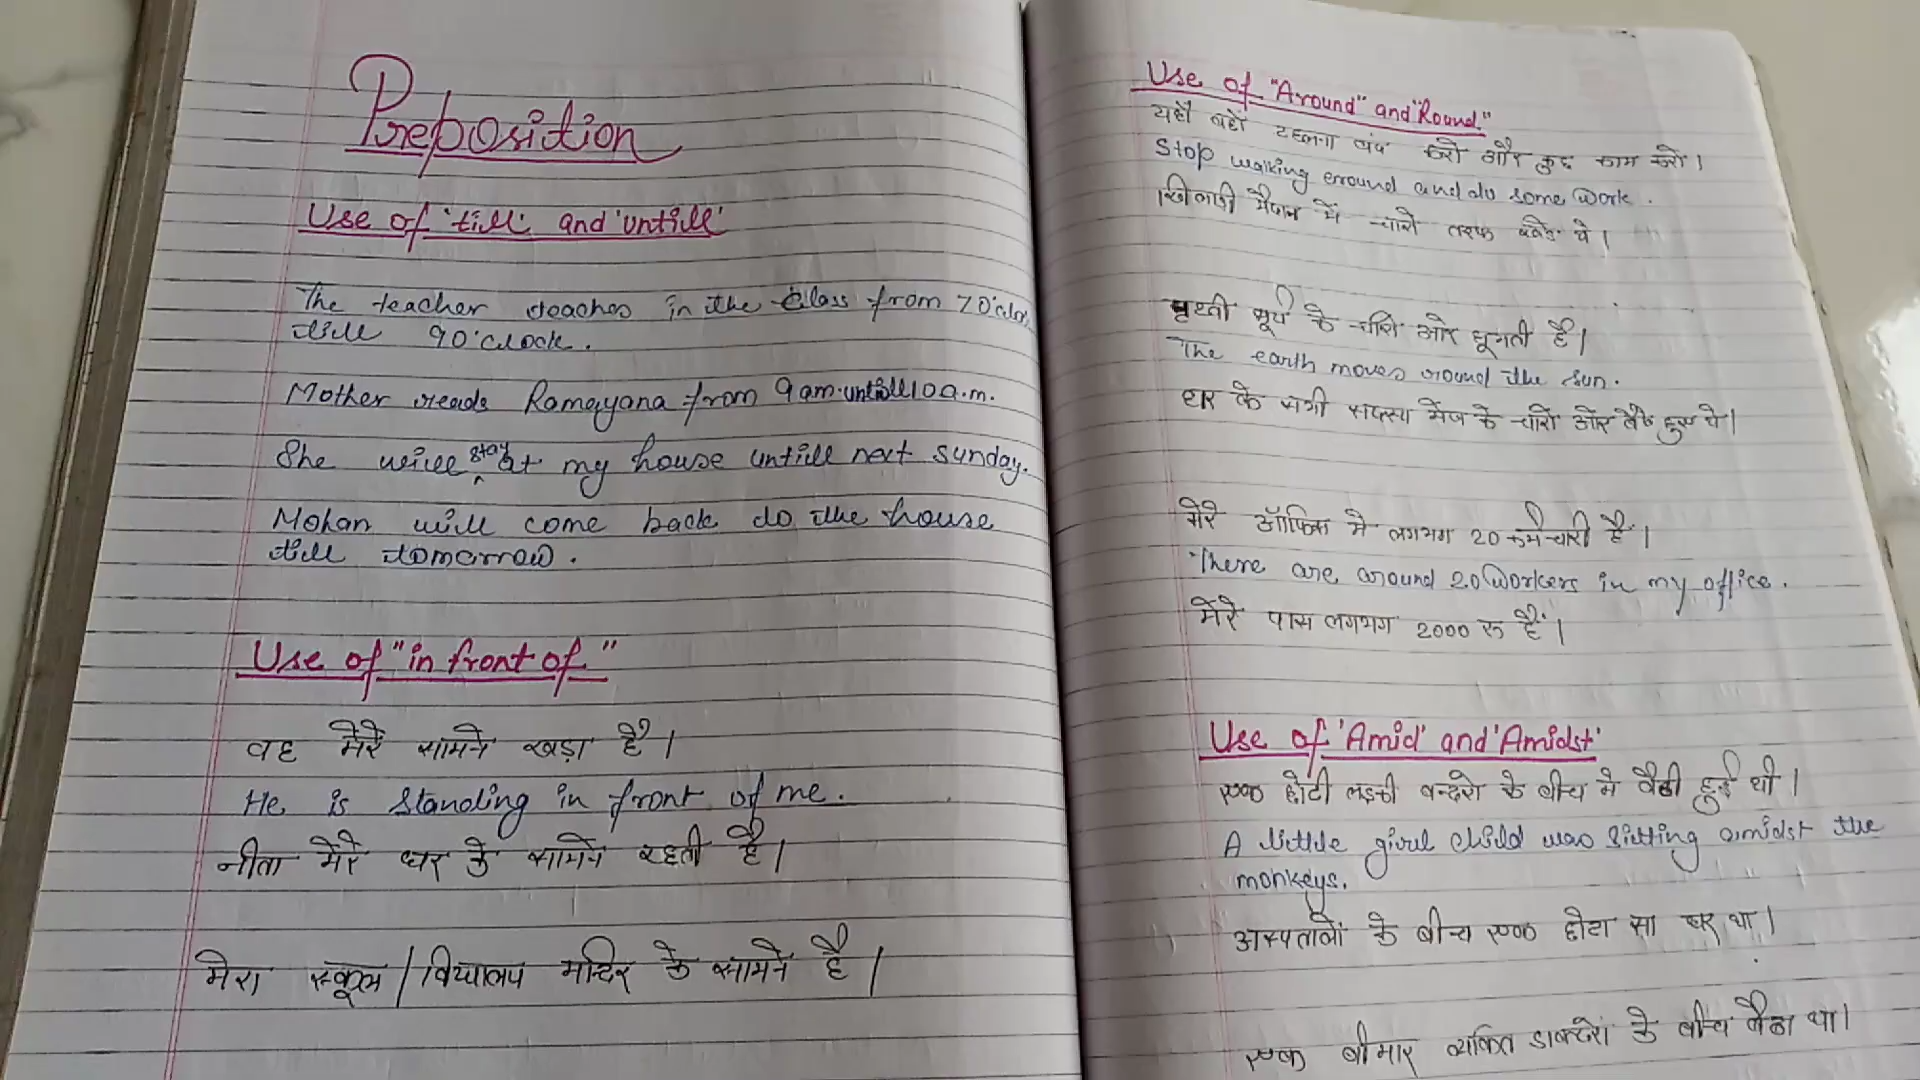 Preposition
Use of 'till' and 'untill'
The teacher teaches in the class from 7 O'cloc
till 9 O'clock.
Mother reads Ramayana from 9 am untill 10 a.m.
She will stay at my house untill next sunday.
Mohan will come back to the house
till tomorrow.
Use of "in front of"
वह मेरे सामने खड़ा है।
He is standing in front of me.
नीता मेरे घर के सामने रहती है।
मेरा स्कूल / विद्यालय मन्दिर के सामने है।
Use of "Around" and "Round"
यहाँ वहाँ टहलना बंद करो और कुछ काम करो।
Stop walking around and do some work.
खिलाड़ी मैदान में चारो तरफ खड़े थे।
पृथ्वी सूर्य के चारो ओर घूमती है।
The earth moves round the sun.
घर के सभी सदस्य मेज के चारो ओर बैठे हुए थे।
मेरे ऑफिस मे लगभग 20 कर्मचारी है।
There are around 20 workers in my office.
मेरे पास लगभग 2000 रु है।
Use of 'Amid' and 'Amidst'
एक छोटी लड़की बन्दरो के बीच मे बैठी हुई थी।
A little girl child was sitting amidst the
monkeys.
अस्पतालों के बीच एक छोटा सा घर था।
एक बीमार व्यक्ति डाक्टरो के बीच बैठा था।